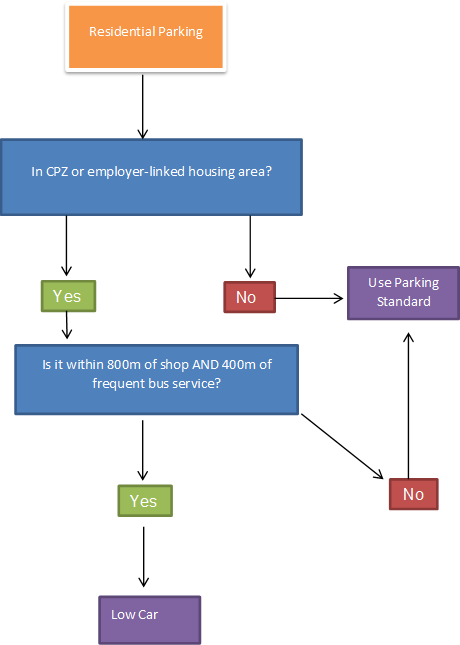 Residential Parking
In CPZ or employer-linked housing area?
Yes
No
Use Parking
Standard
Is it within 800m of shop AND 400m of
frequent bus service?
Yes
No
Low Car